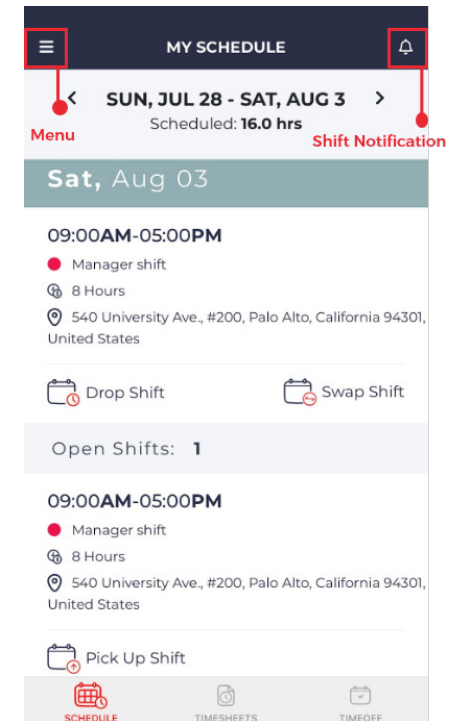 MY SCHEDULE
SUN, JUL 28 - SAT, AUG 3
Scheduled: 16.0 hrs
Menu
Shift Notification
Sat, Aug 03
09:00AM-05:00PM
Manager shift
8 Hours
540 University Ave., #200, Palo Alto, California 94301,
United States
Drop Shift Swap Shift
Open Shifts: 1
09:00AM-05:00PM
Manager shift
8 Hours
540 University Ave., #200, Palo Alto, California 94301,
United States
Pick Up Shift
SCHEDULE TIMESHEETS TIMEOFF